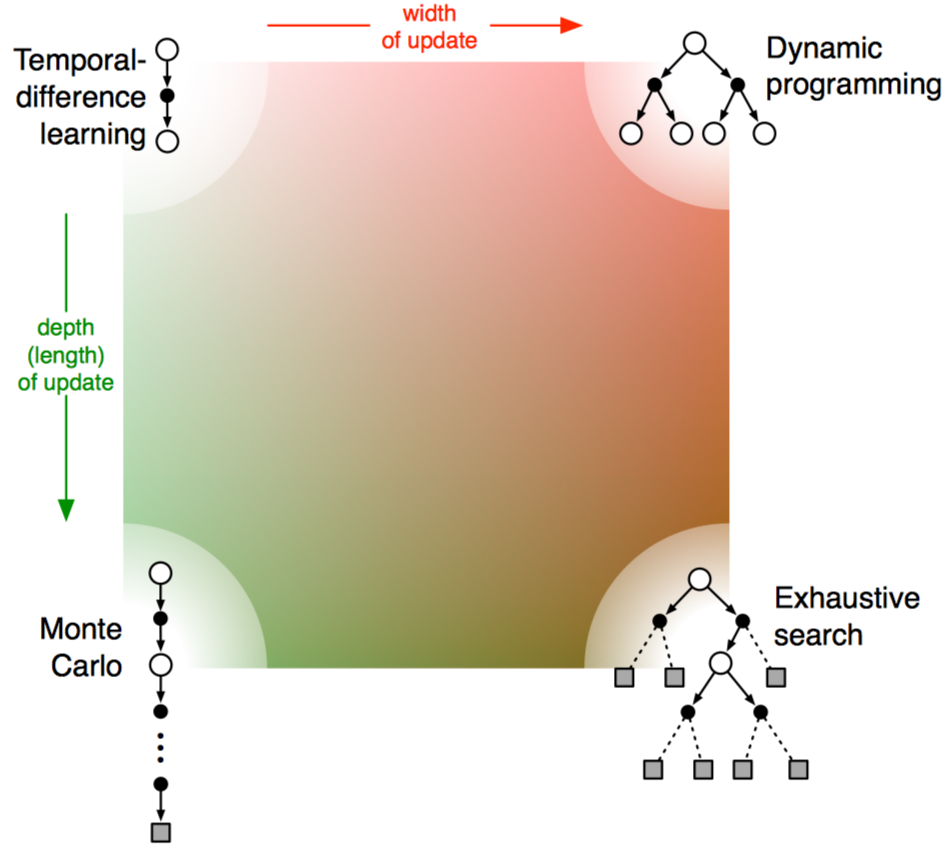 width
of update
Temporal-
difference
learning
Dynamic
programming
depth
(length)
of update
Monte
Carlo
Exhaustive
search